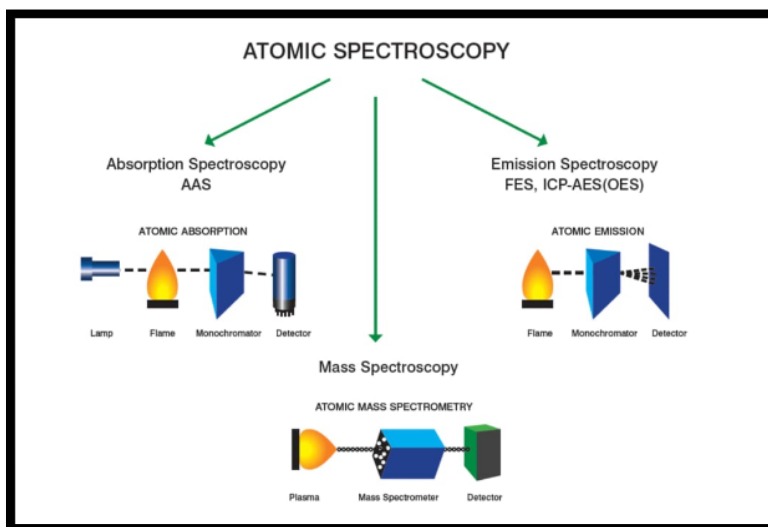 ATOMIC SPECTROSCOPY
Absorption Spectroscopy
AAS
ATOMIC ABSORPTION
Lamp Flame Monochromator Detector
Emission Spectroscopy
FES, ICP-AES(OES)
ATOMIC EMISSION
Flame Monochromator Detector
Mass Spectroscopy
ATOMIC MASS SPECTROMETRY
Plasma Mass Spectrometer Detector